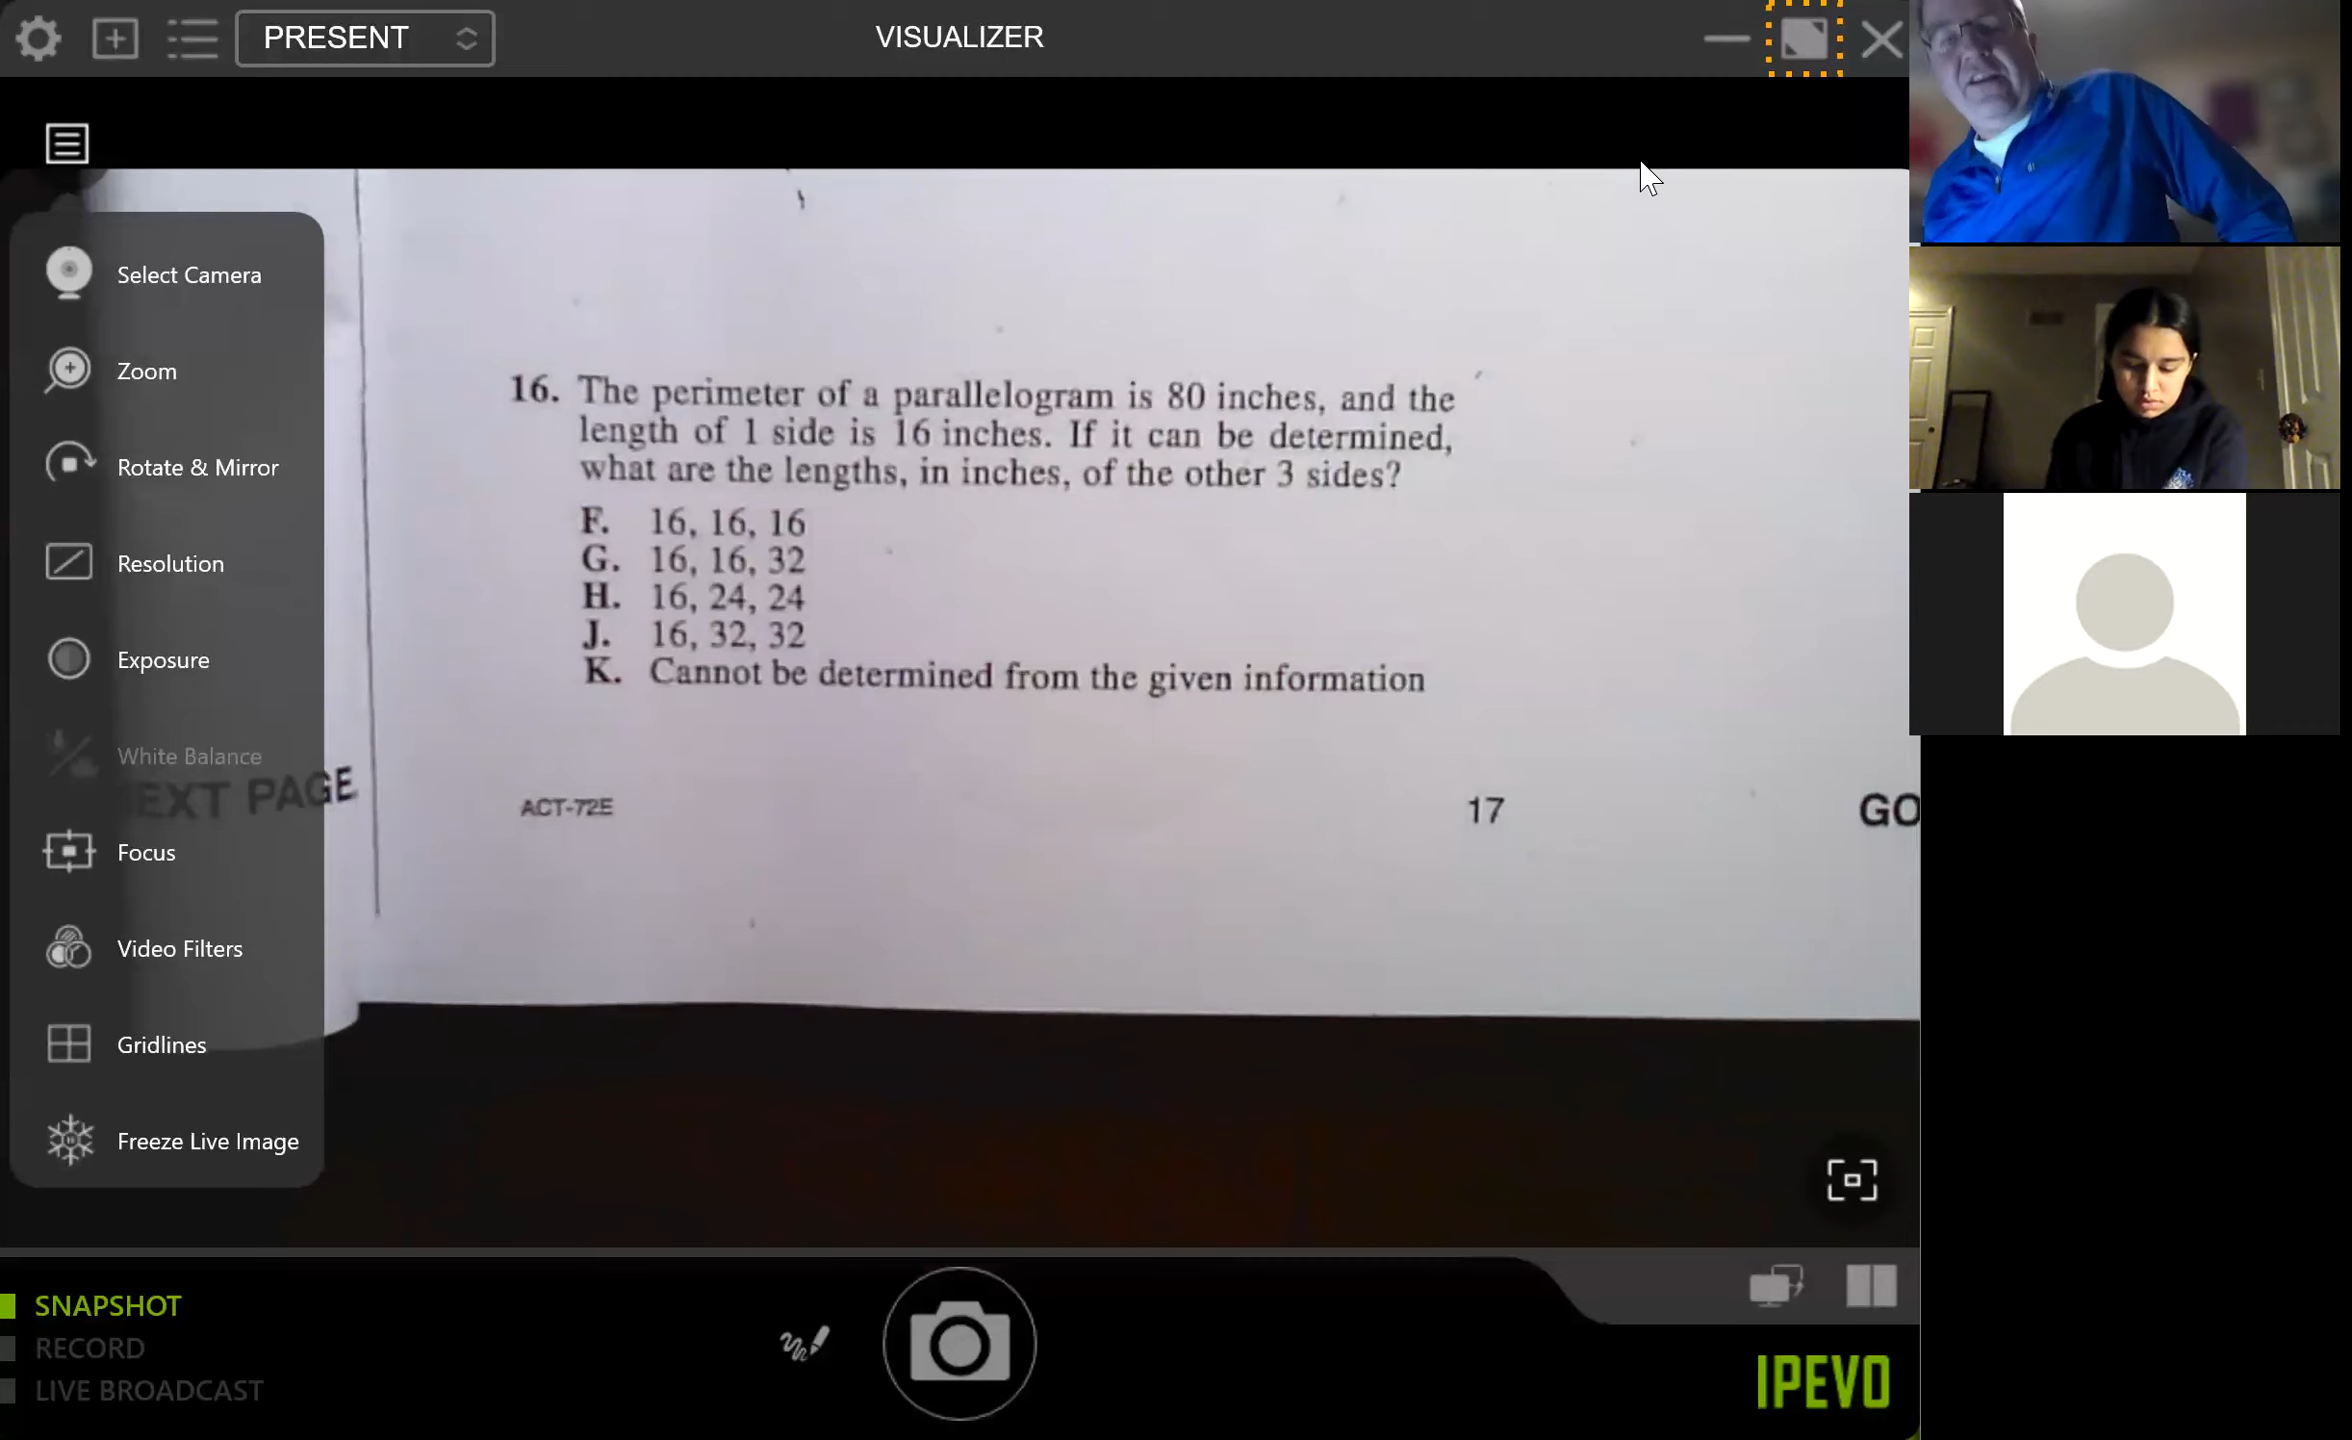 PRESENT
VISUALIZER
Select Camera
Zoom
Rotate & Mirror
Resolution
Exposure
White Balance
Focus
Video Filters
Gridlines
Freeze Live Image
16. The perimeter of a parallelogram is 80 inches, and the
length of 1 side is 16 inches. If it can be determined,
what are the lengths, in inches, of the other 3 sides?
F. 16, 16, 16
G. 16, 16, 32
H. 16, 24, 24
J. 16, 32, 32
K. Cannot be determined from the given information
EXT PAGE
ACT-72E
17
GO
SNAPSHOT
RECORD
LIVE BROADCAST
IPEVO